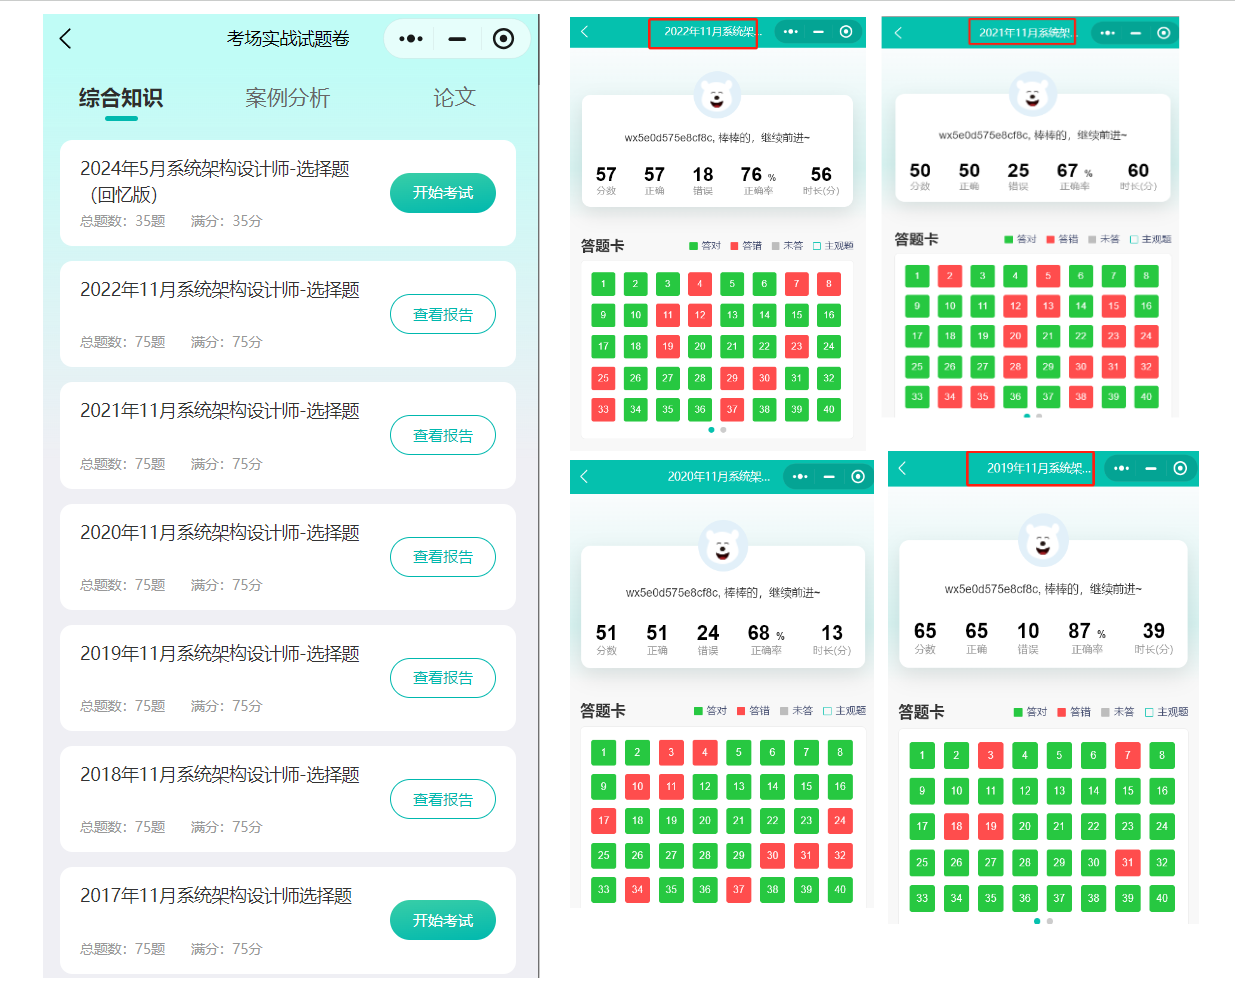 考场实战试题卷
综合知识
案例分析
论文
2024年5月系统架构设计师-选择题
（回忆版）
总题数：35题 满分：35分
开始考试
2022年11月系统架构设计师-选择题
总题数：75题 满分：75分
查看报告
2021年11月系统架构设计师-选择题
总题数：75题 满分：75分
查看报告
2020年11月系统架构设计师-选择题
总题数：75题 满分：75分
查看报告
2019年11月系统架构设计师-选择题
总题数：75题 满分：75分
查看报告
2018年11月系统架构设计师-选择题
总题数：75题 满分：75分
查看报告
2017年11月系统架构设计师选择题
总题数：75题 满分：75分
开始考试
2022年11月系统架...
wx5e0d575e8cf8c, 棒棒的，继续前进~
57 57 18 76 % 56
分数 正确 错误 正确率 时长(分)
答题卡 答对 答错 未答 主观题
1 2 3 4 5 6 7 8
9 10 11 12 13 14 15 16
17 18 19 20 21 22 23 24
25 26 27 28 29 30 31 32
33 34 35 36 37 38 39 40
2021年11月系统架...
wx5e0d575e8cf8c, 棒棒的，继续前进~
50 50 25 67 % 60
分数 正确 错误 正确率 时长(分)
答题卡 答对 答错 未答 主观题
1 2 3 4 5 6 7 8
9 10 11 12 13 14 15 16
17 18 19 20 21 22 23 24
25 26 27 28 29 30 31 32
33 34 35 36 37 38 39 40
2020年11月系统架...
wx5e0d575e8cf8c, 棒棒的，继续前进~
51 51 24 68 % 13
分数 正确 错误 正确率 时长(分)
答题卡 答对 答错 未答 主观题
1 2 3 4 5 6 7 8
9 10 11 12 13 14 15 16
17 18 19 20 21 22 23 24
25 26 27 28 29 30 31 32
33 34 35 36 37 38 39 40
2019年11月系统架...
wx5e0d575e8cf8c, 棒棒的，继续前进~
65 65 10 87 % 39
分数 正确 错误 正确率 时长(分)
答题卡 答对 答错 未答 主观题
1 2 3 4 5 6 7 8
9 10 11 12 13 14 15 16
17 18 19 20 21 22 23 24
25 26 27 28 29 30 31 32
33 34 35 36 37 38 39 40